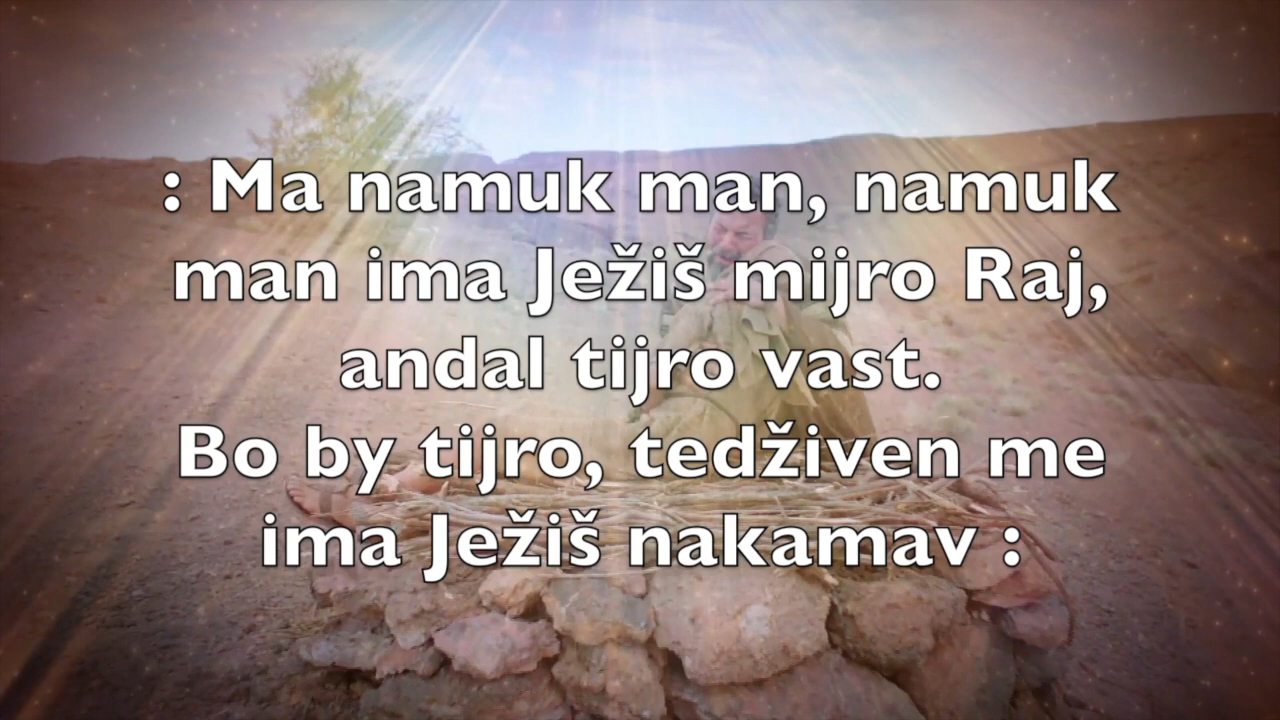 : Ma namuk man, namuk
man ima Ježiš mijro Raj,
andal tijro vast.
Bo by tijro, tedživen me
ima Ježiš nakamav :